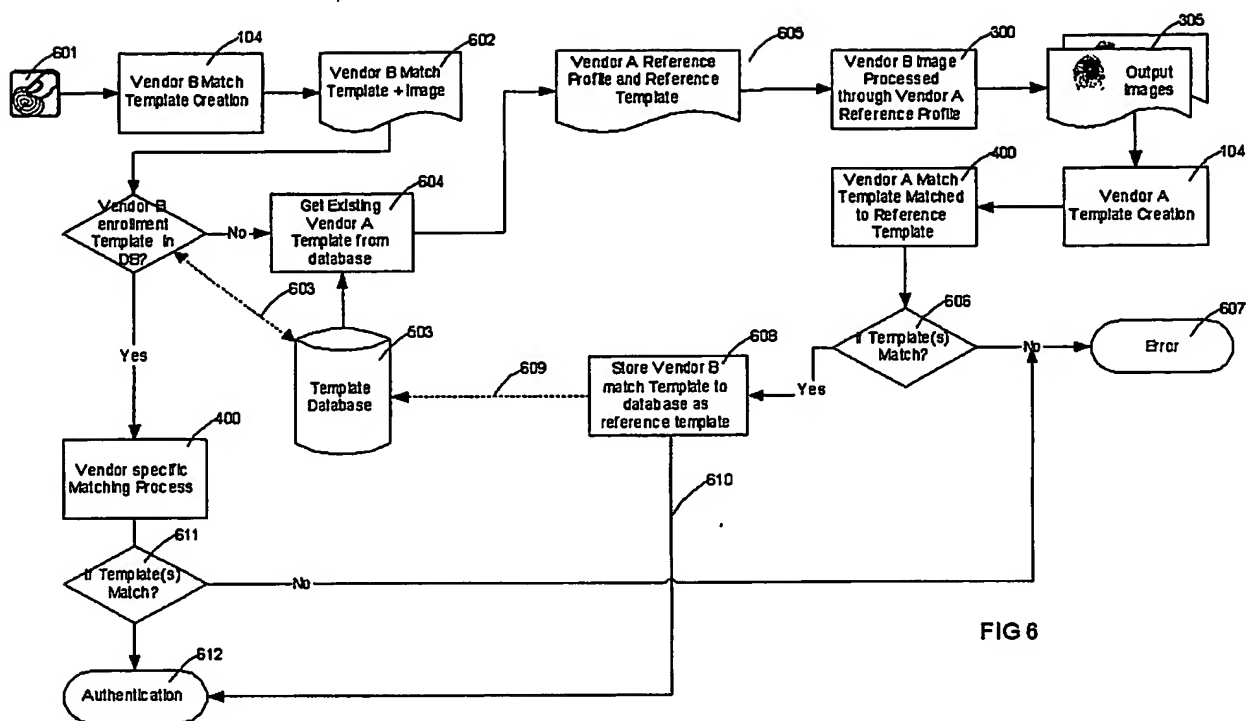 601
104
Vendor B Match
Template Creation
602
Vendor B Match
Template + Image
605
Vendor A Reference
Profile and Reference
Template
300
Vendor B Image
Processed
through Vendor A
Reference Profile
305
Output
Images
Vendor B
enrollment
Template in
DB?
No
604
Get Existing
Vendor A
Template from
database
400
Vendor A Match
Template Matched
to Reference
Template
104
Vendor A
Template Creation
603
503
Template
Database
Yes
609
608
Store Vendor B
match Template to
database as
reference template
Yes
606
If Template(s)
Match?
No
607
Error
400
Vendor specific
Matching Process
610
611
If Template(s)
Match?
No
612
Authentication
FIG 6